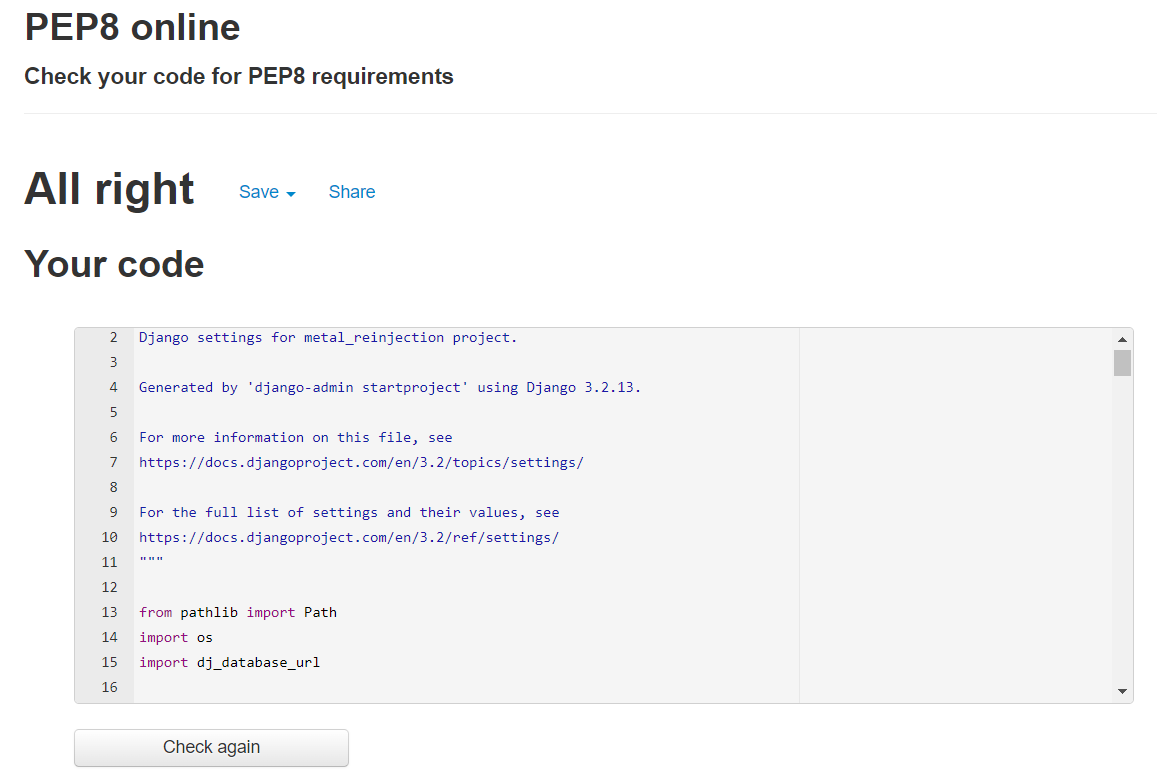 PEP8 online
Check your code for PEP8 requirements
All right Save Share
Your code
2 Django settings for metal_reinjection project.
3
4 Generated by 'django-admin startproject' using Django 3.2.13.
5
6 For more information on this file, see
7 https://docs.djangoproject.com/en/3.2/topics/settings/
8
9 For the full list of settings and their values, see
10 https://docs.djangoproject.com/en/3.2/ref/settings/
11 """
12
13 from pathlib import Path
14 import os
15 import dj_database_url
16
Check again